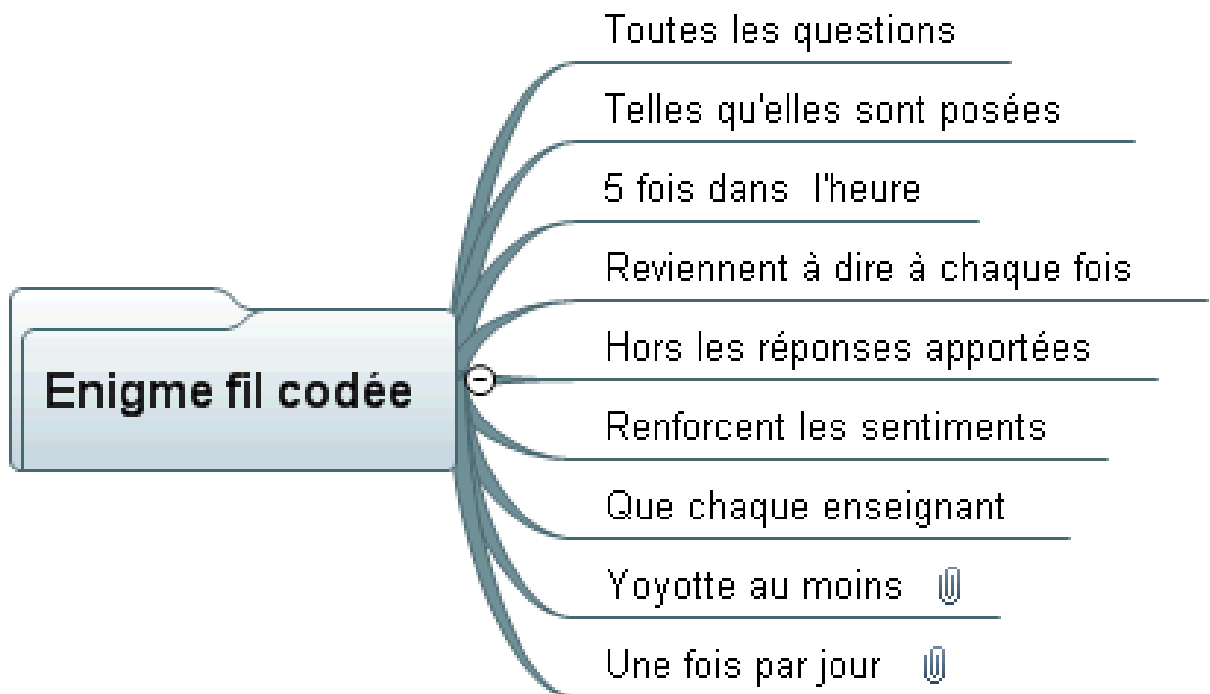 Toutes les questions
Telles qu'elles sont posées
5 fois dans  l'heure
Reviennent à dire à chaque fois
Hors les réponses apportées
Enigme fil codée
Renforcent les sentiments
Que chaque enseignant
Yoyotte au moins
Une fois par jour